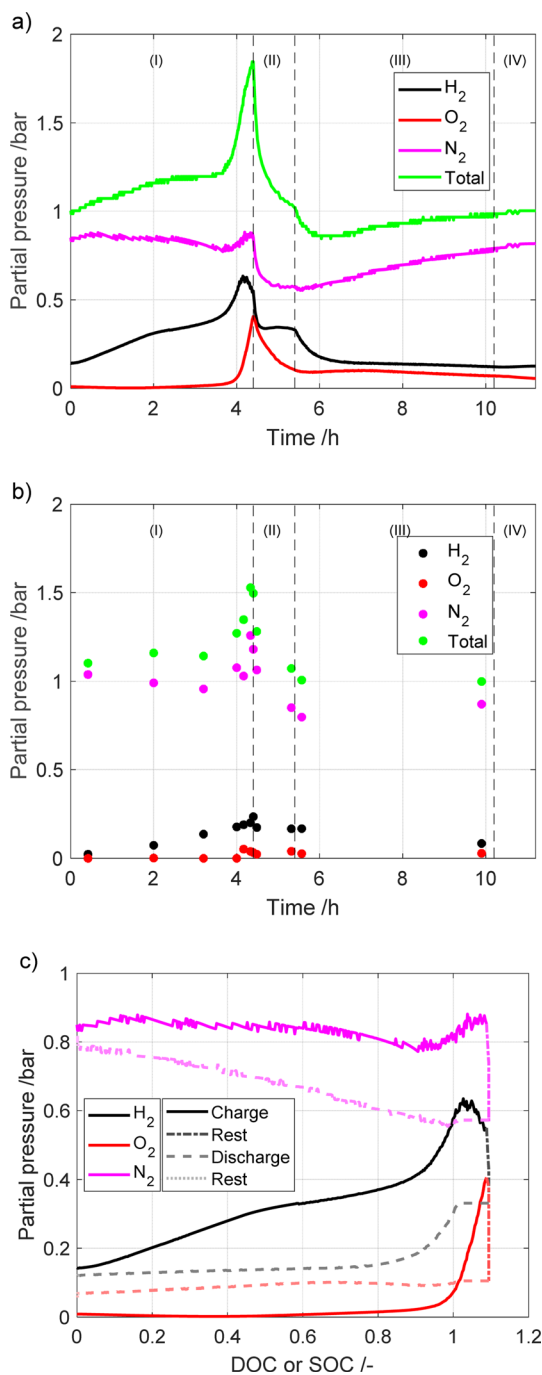 a)
2
(I) (II) (III) (IV)
H2
O2
N2
Total
1.5
1
0.5
0
Partial pressure /bar
0 2 4 6 8 10
Time /h
b)
2
(I) (II) (III) (IV)
H2
O2
N2
Total
1.5
1
0.5
0
Partial pressure /bar
0 2 4 6 8 10
Time /h
c)
1
0.8
0.6
0.4
0.2
0
Partial pressure /bar
H2
O2
N2
Charge
Rest
Discharge
Rest
0 0.2 0.4 0.6 0.8 1 1.2
DOC or SOC /-